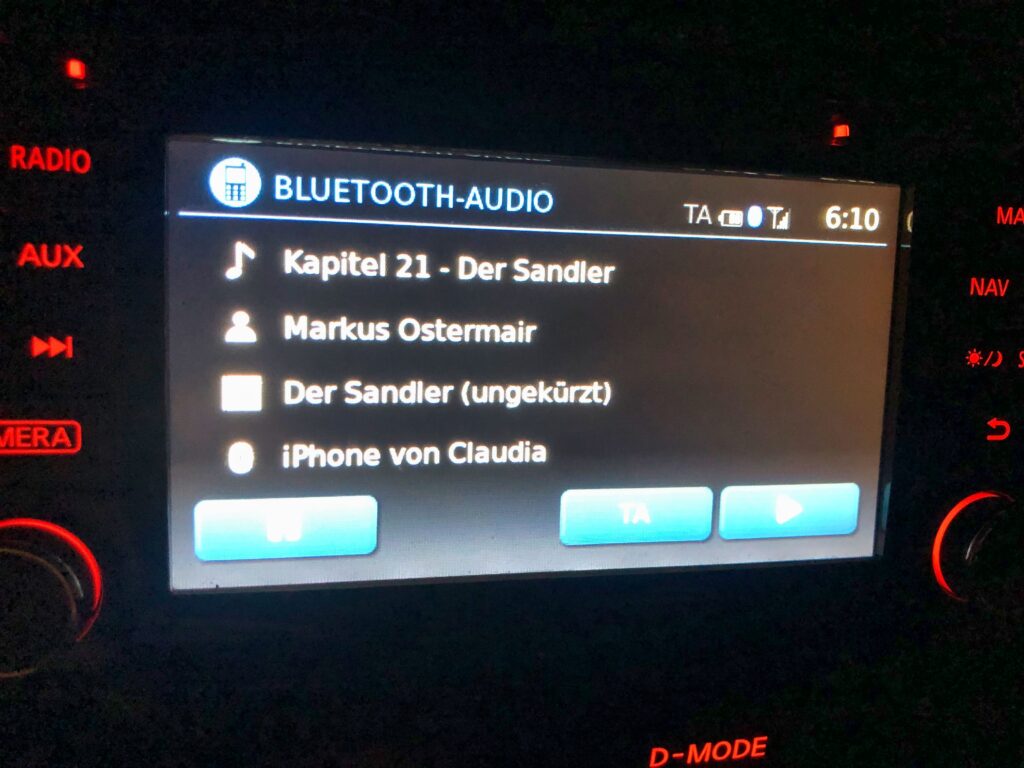 RADIO
AUX
MERA
BLUETOOTH-AUDIO
TA 6:10
Kapitel 21 - Der Sandler
Markus Ostermair
Der Sandler (ungekürzt)
iPhone von Claudia
TA
MA
NAV
D-MODE